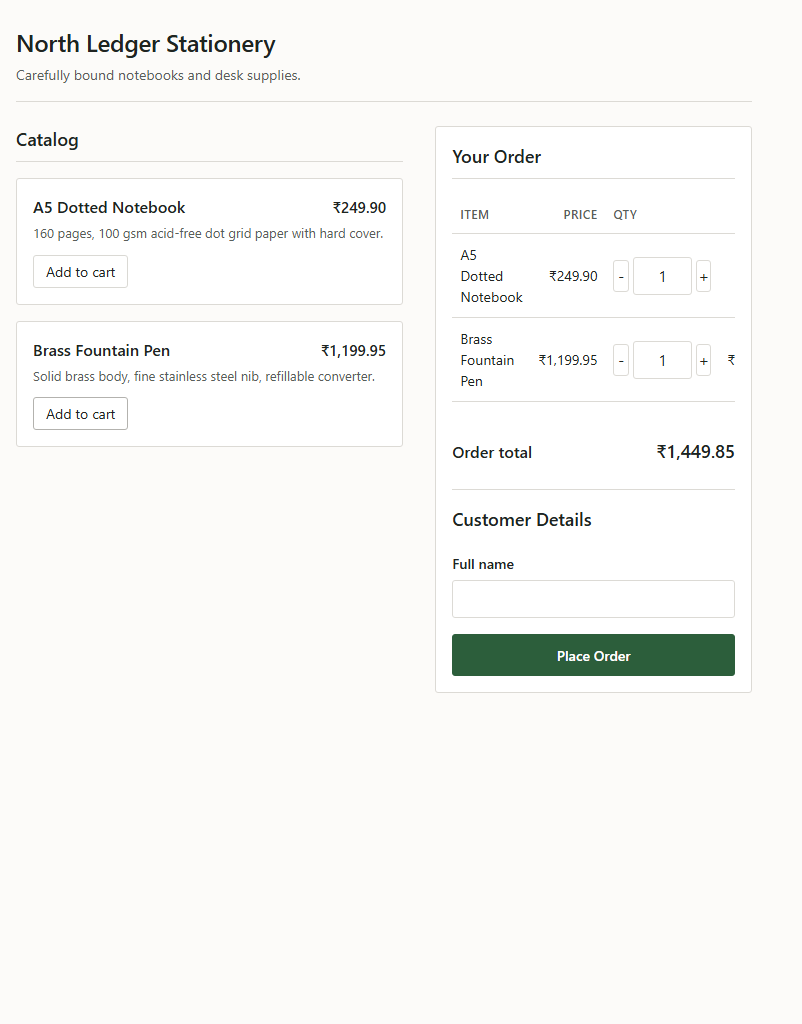 North Ledger Stationery
Carefully bound notebooks and desk supplies.
Catalog
A5 Dotted Notebook ₹249.90
160 pages, 100 gsm acid-free dot grid paper with hard cover.
Add to cart
Brass Fountain Pen ₹1,199.95
Solid brass body, fine stainless steel nib, refillable converter.
Add to cart
Your Order
ITEM PRICE QTY
A5
Dotted ₹249.90 - 1 +
Notebook
Brass
Fountain ₹1,199.95 - 1 + ₹
Pen
Order total ₹1,449.85
Customer Details
Full name
Place Order